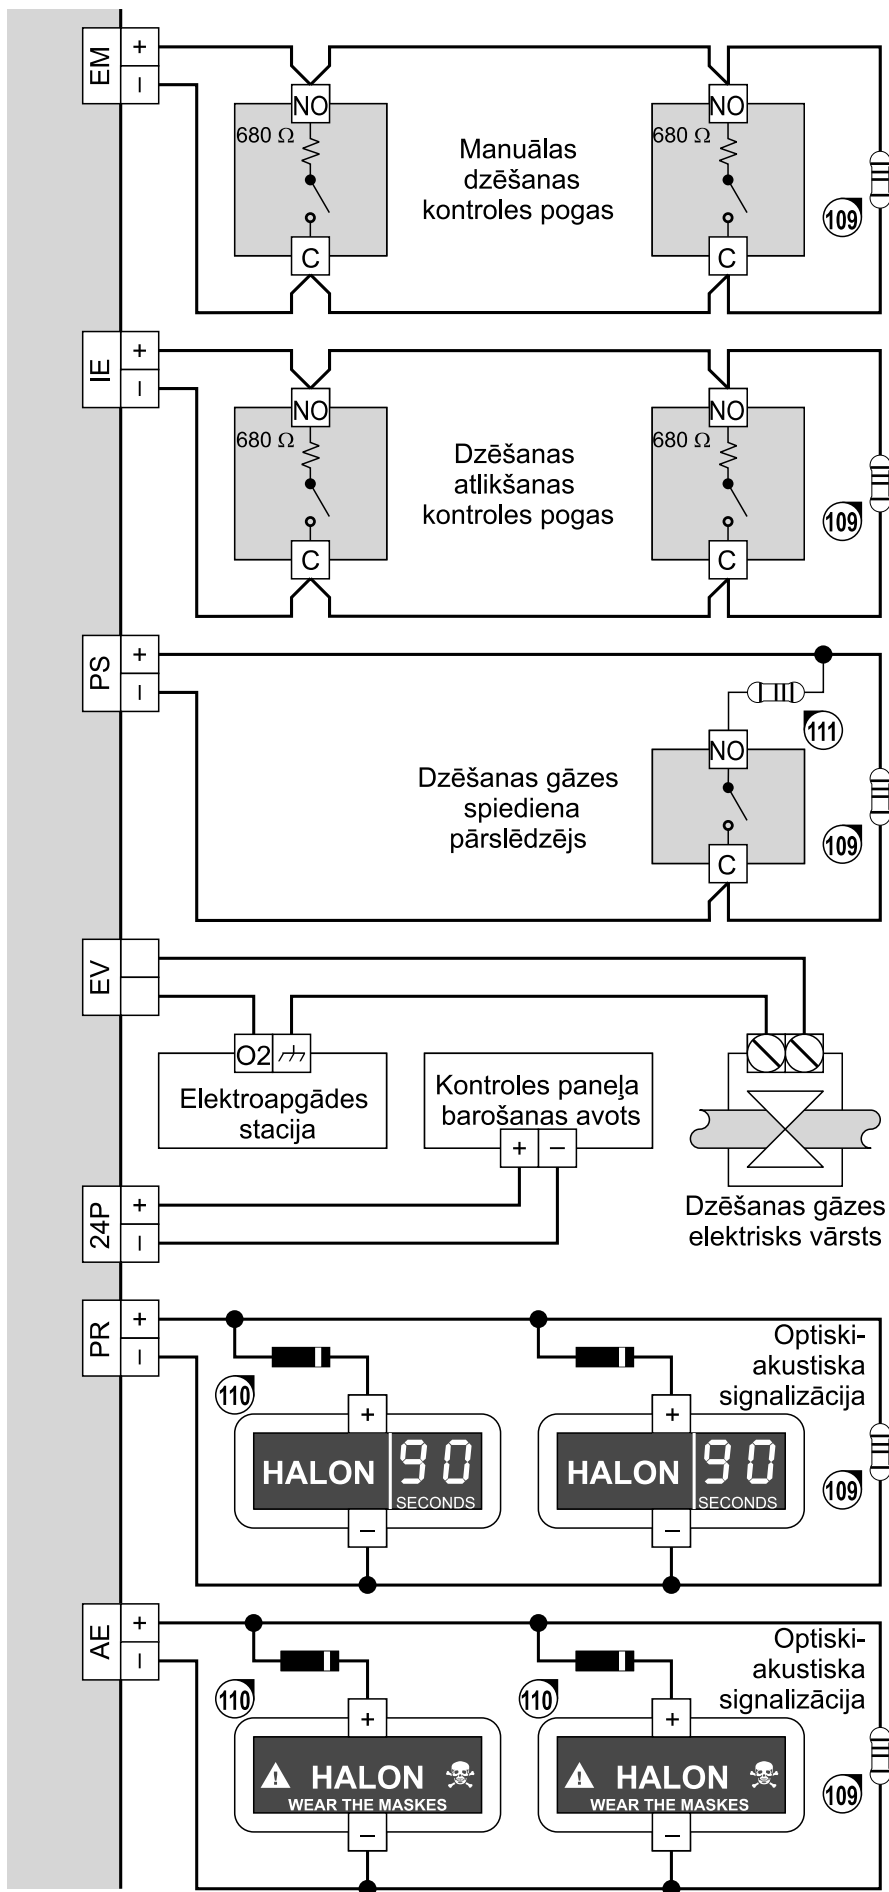 EM
+
–
NO
NO
680 Ω
680 Ω
Manuālas
dzēšanas
kontroles pogas
109
C
C
IE
+
–
NO
NO
680 Ω
680 Ω
Dzēšanas
atlikšanas
kontroles pogas
109
C
C
PS
+
–
111
NO
Dzēšanas gāzes
spiediena
pārslēdzējs
109
C
EV
O2
Elektroapgādes
stacija
Kontroles paneļa
barošanas avots
+ –
Dzēšanas gāzes
elektrisks vārsts
24P
+
–
PR
+
–
Optiski-
akustiska
signalizācija
110
+
+
HALON 90
SECONDS
HALON 90
SECONDS
109
–
–
AE
+
–
Optiski-
akustiska
signalizācija
110
110
+
+
! HALON
WEAR THE MASKES
! HALON
WEAR THE MASKES
109
–
–